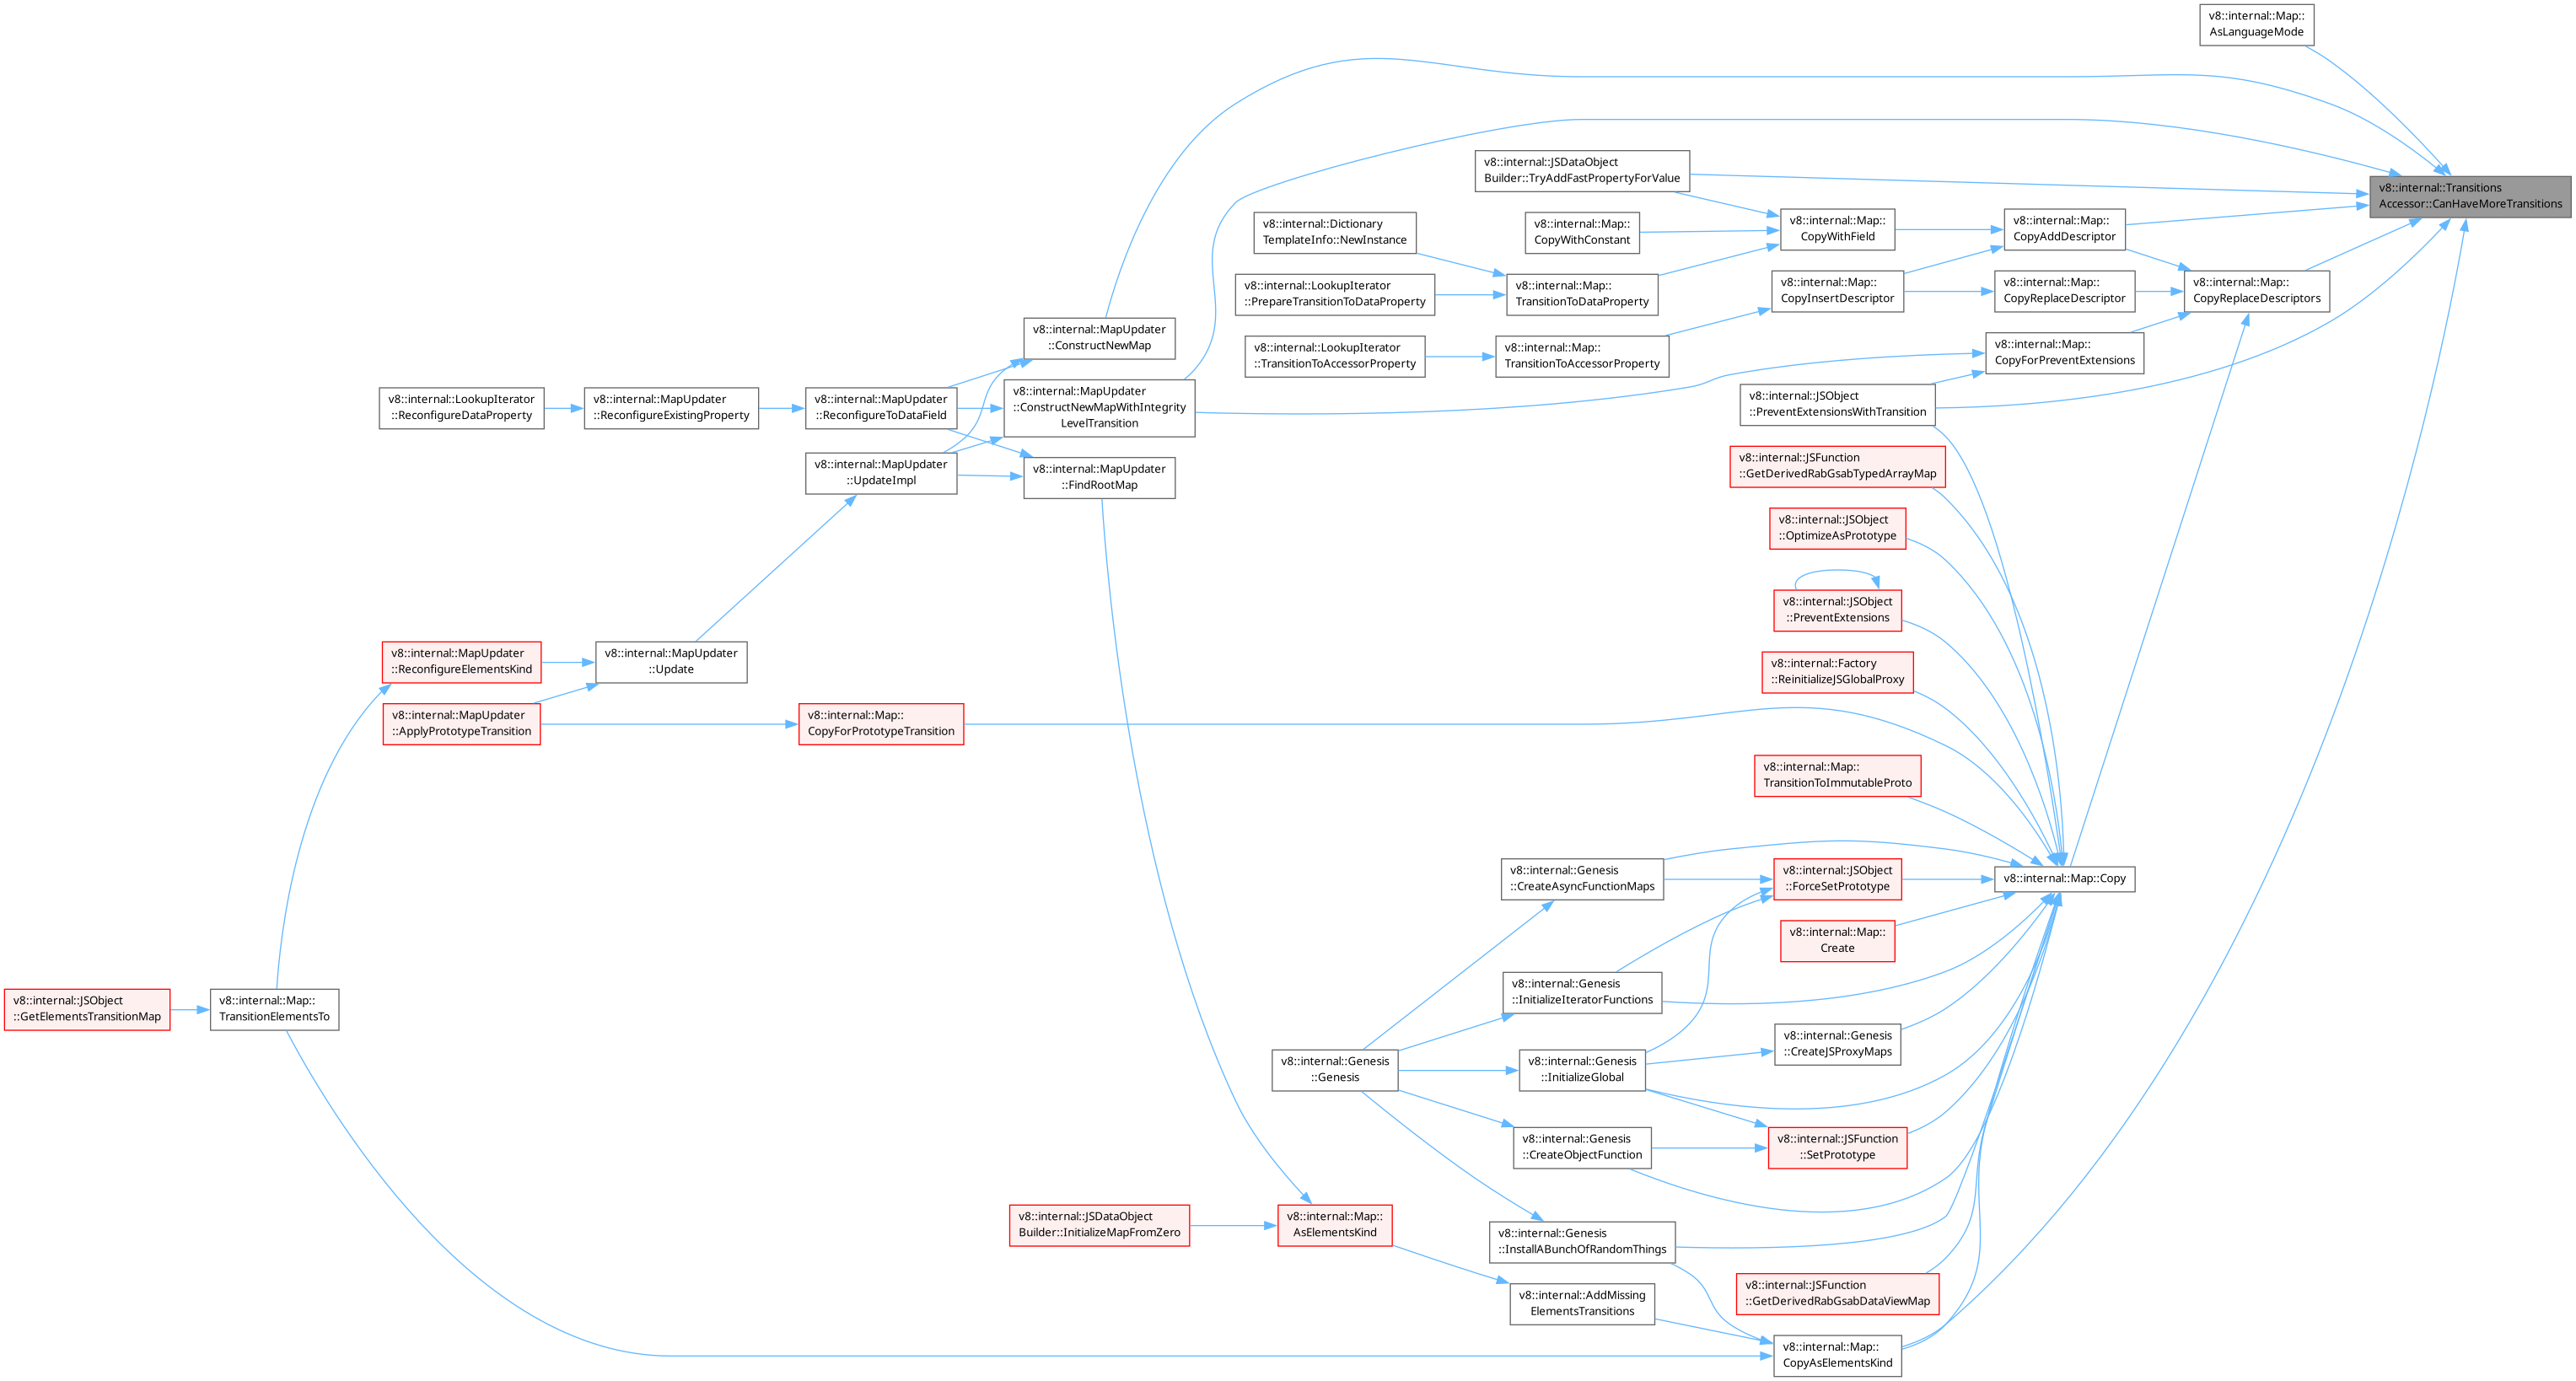 v8::internal::Map::
AsLanguageMode
v8::internal::JSDataObject
Builder::TryAddFastPropertyForValue
v8::internal::Transitions
Accessor::CanHaveMoreTransitions
v8::internal::Dictionary
TemplateInfo::NewInstance
v8::internal::Map::
CopyWithConstant
v8::internal::Map::
CopyWithField
v8::internal::Map::
CopyAddDescriptor
v8::internal::LookupIterator
::PrepareTransitionToDataProperty
v8::internal::Map::
TransitionToDataProperty
v8::internal::Map::
CopyInsertDescriptor
v8::internal::Map::
CopyReplaceDescriptor
v8::internal::Map::
CopyReplaceDescriptors
v8::internal::MapUpdater
::ConstructNewMap
v8::internal::LookupIterator
::TransitionToAccessorProperty
v8::internal::Map::
TransitionToAccessorProperty
v8::internal::Map::
CopyForPreventExtensions
v8::internal::LookupIterator
::ReconfigureDataProperty
v8::internal::MapUpdater
::ReconfigureExistingProperty
v8::internal::MapUpdater
::ReconfigureToDataField
v8::internal::MapUpdater
::ConstructNewMapWithIntegrity
LevelTransition
v8::internal::JSObject
::PreventExtensionsWithTransition
v8::internal::MapUpdater
::UpdateImpl
v8::internal::MapUpdater
::FindRootMap
v8::internal::JSFunction
::GetDerivedRabGsabTypedArrayMap
v8::internal::JSObject
::OptimizeAsPrototype
v8::internal::JSObject
::PreventExtensions
v8::internal::MapUpdater
::ReconfigureElementsKind
v8::internal::MapUpdater
::Update
v8::internal::Factory
::ReinitializeJSGlobalProxy
v8::internal::MapUpdater
::ApplyPrototypeTransition
v8::internal::Map::
CopyForPrototypeTransition
v8::internal::Map::
TransitionToImmutableProto
v8::internal::Genesis
::CreateAsyncFunctionMaps
v8::internal::JSObject
::ForceSetPrototype
v8::internal::Map::Copy
v8::internal::Map::
Create
v8::internal::JSObject
::GetElementsTransitionMap
v8::internal::Map::
TransitionElementsTo
v8::internal::Genesis
::InitializeIteratorFunctions
v8::internal::Genesis
::Genesis
v8::internal::Genesis
::InitializeGlobal
v8::internal::Genesis
::CreateJSProxyMaps
v8::internal::Genesis
::CreateObjectFunction
v8::internal::JSFunction
::SetPrototype
v8::internal::JSDataObject
Builder::InitializeMapFromZero
v8::internal::Map::
AsElementsKind
v8::internal::Genesis
::InstallABunchOfRandomThings
v8::internal::AddMissing
ElementsTransitions
v8::internal::JSFunction
::GetDerivedRabGsabDataViewMap
v8::internal::Map::
CopyAsElementsKind